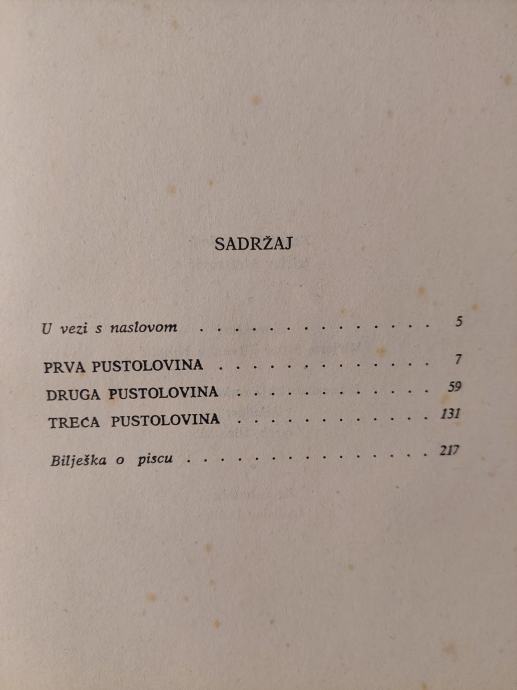 SADRŽAJ
U vezi s naslovom . . . . . . . . . . . . . . 5
PRVA PUSTOLOVINA . . . . . . . . . . . . . 7
DRUGA PUSTOLOVINA . . . . . . . . . . . . 59
TREĆA PUSTOLOVINA . . . . . . . . . . . . 131
Bilješka o piscu . . . . . . . . . . . . . . . 217